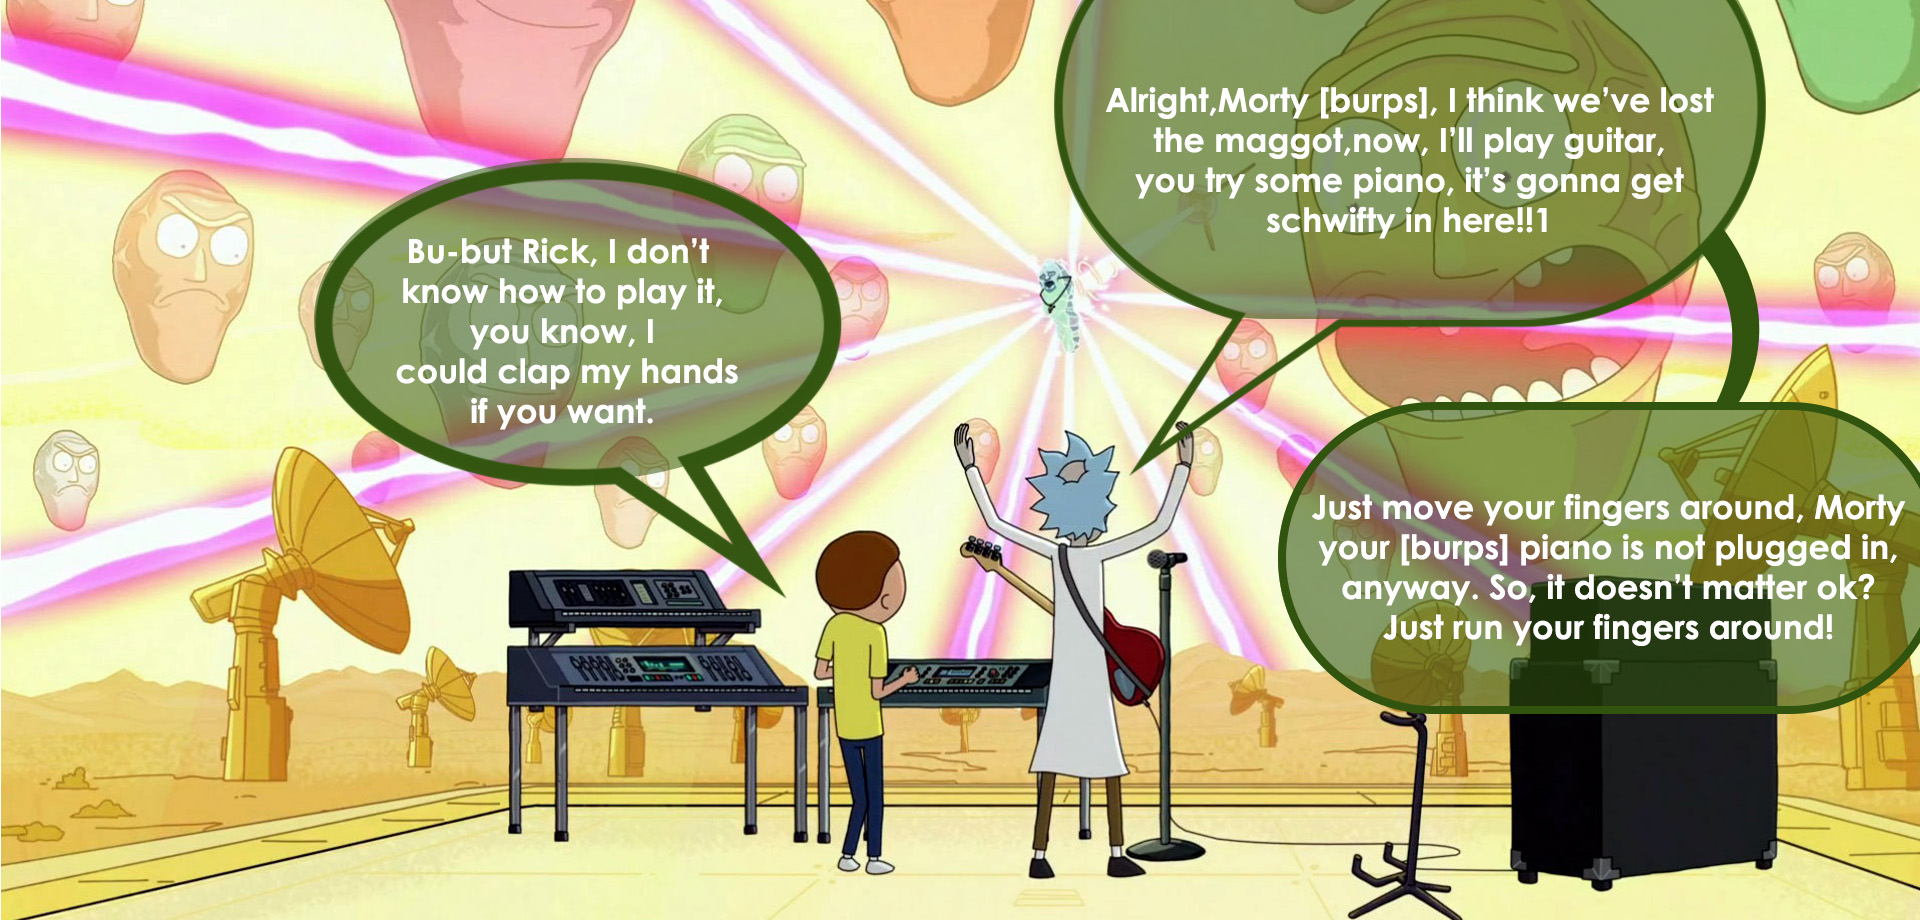 Alright,Morty [burps], I think we've lost
the maggot,now, I'll play guitar,
you try some piano, it's gonna get
schwifty in here!!1
Bu-but Rick, I don't
know how to play it,
you know, I
could clap my hands
if you want.
Just move your fingers around, Morty
your [burps] piano is not plugged in,
anyway. So, it doesn't matter ok?
Just run your fingers around!